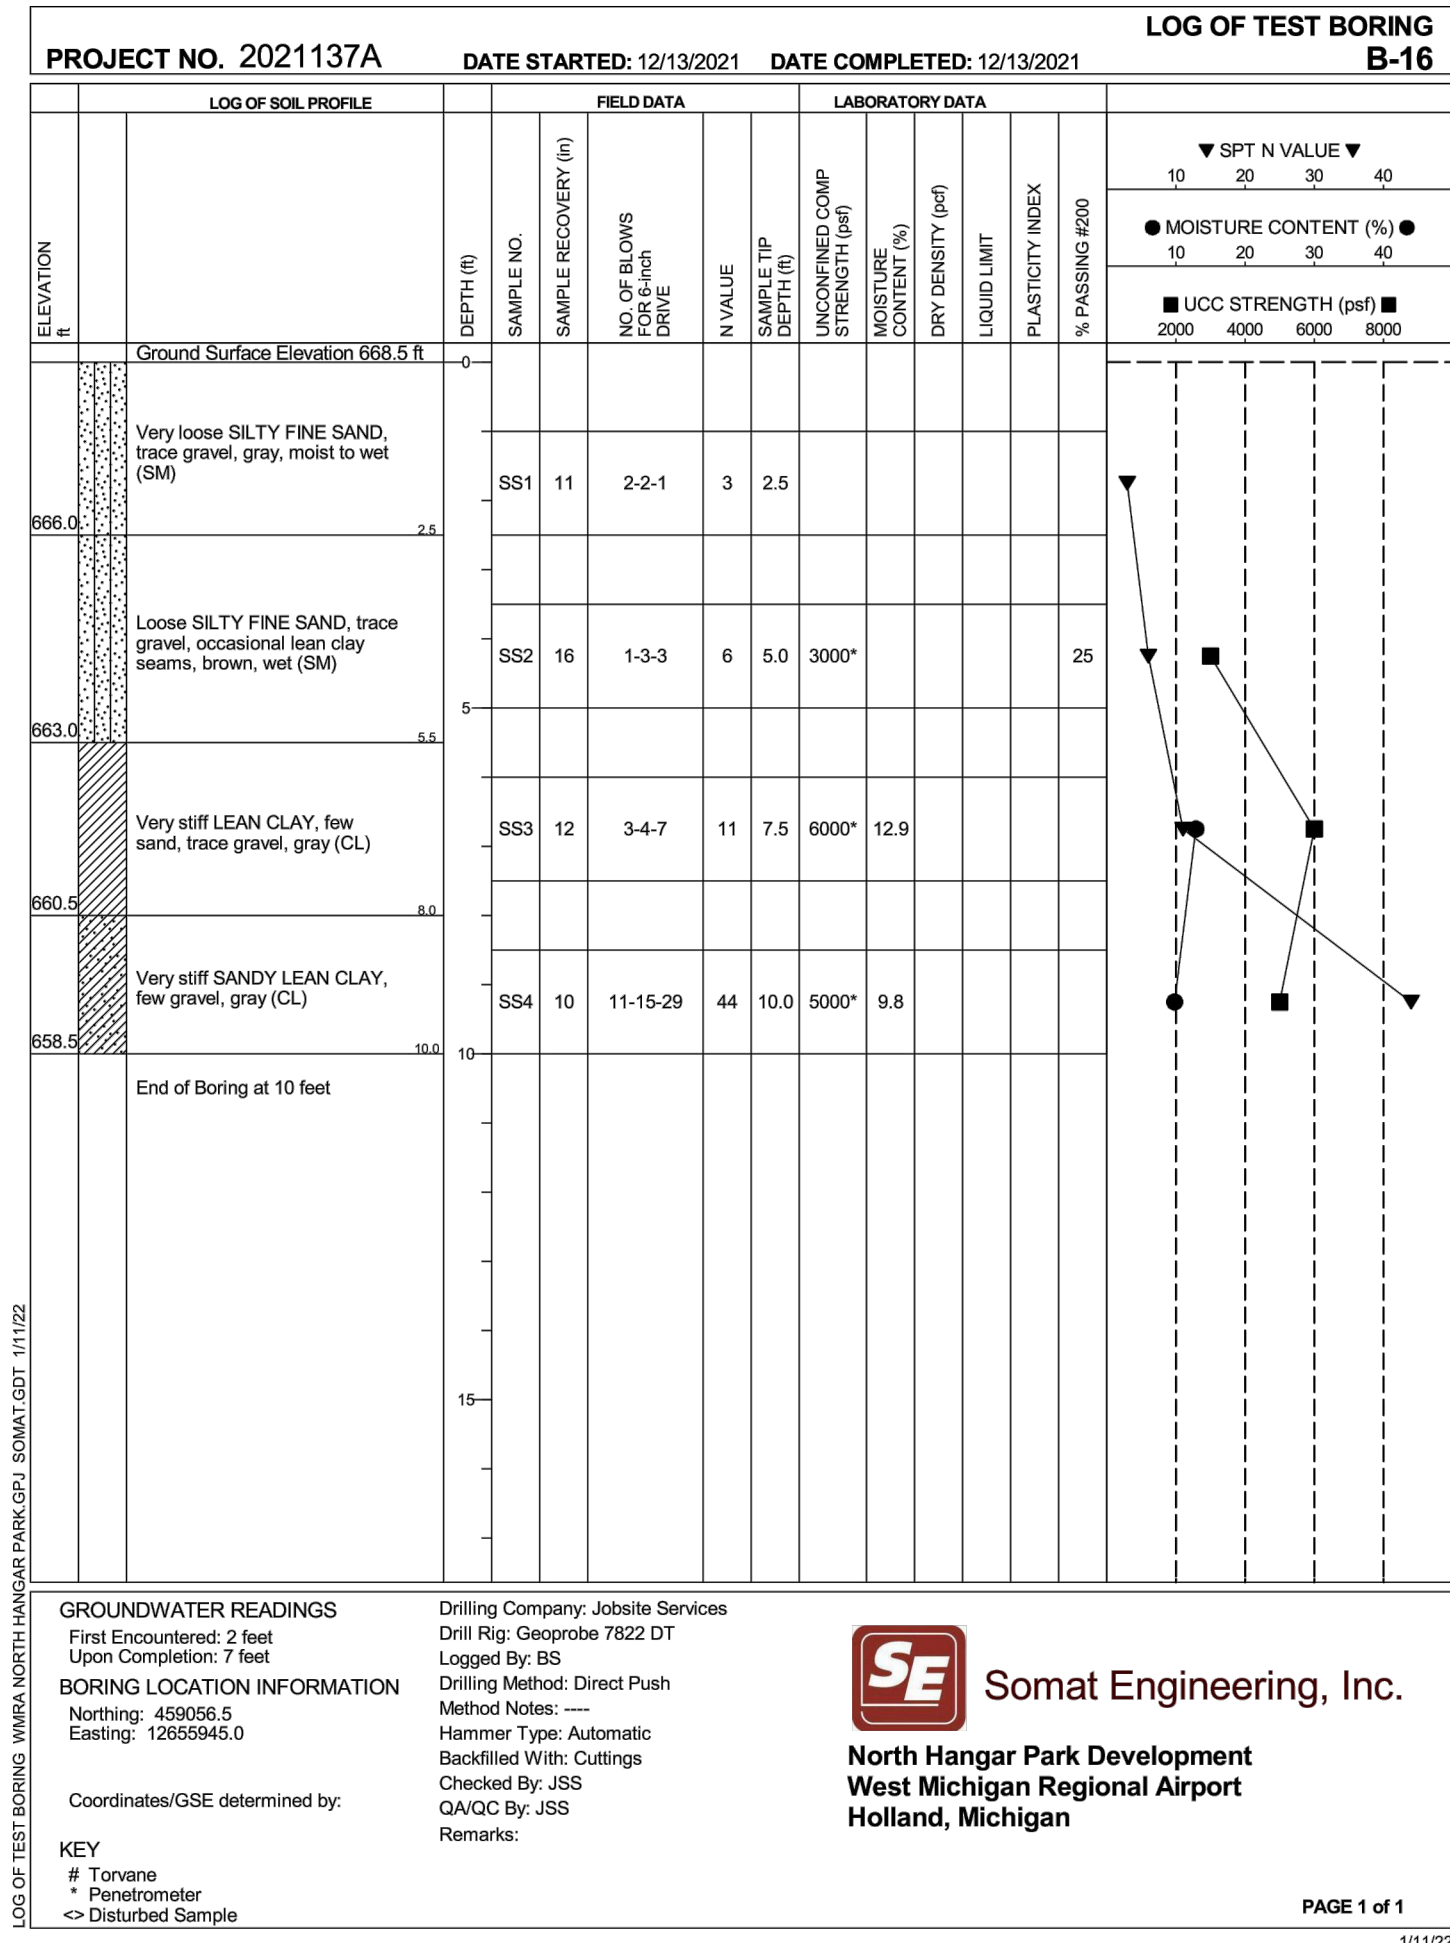 LOG OF TEST BORING
PROJECT NO. 2021137A DATE STARTED: 12/13/2021 DATE COMPLETED: 12/13/2021 B-16
LOG OF SOIL PROFILE FIELD DATA LABORATORY DATA
ELEVATION
ft
DEPTH (ft)
SAMPLE NO.
SAMPLE RECOVERY (in)
NO. OF BLOWS
FOR 6-inch
DRIVE
N VALUE
SAMPLE TIP
DEPTH (ft)
UNCONFINED COMP
STRENGTH (psf)
MOISTURE
CONTENT (%)
DRY DENSITY (pcf)
LIQUID LIMIT
PLASTICITY INDEX
% PASSING #200
▼ SPT N VALUE ▼
10 20 30 40
● MOISTURE CONTENT (%) ●
10 20 30 40
■ UCC STRENGTH (psf) ■
2000 4000 6000 8000
Ground Surface Elevation 668.5 ft
0
Very loose SILTY FINE SAND,
trace gravel, gray, moist to wet
(SM)
SS1 11 2-2-1 3 2.5
666.0 2.5
Loose SILTY FINE SAND, trace
gravel, occasional lean clay
seams, brown, wet (SM)
SS2 16 1-3-3 6 5.0 3000* 25
5
663.0 5.5
Very stiff LEAN CLAY, few
sand, trace gravel, gray (CL)
SS3 12 3-4-7 11 7.5 6000* 12.9
660.5 8.0
Very stiff SANDY LEAN CLAY,
few gravel, gray (CL)
SS4 10 11-15-29 44 10.0 5000* 9.8
658.5 10.0 10
End of Boring at 10 feet
15
LOG OF TEST BORING WMRA NORTH HANGAR PARK.GPJ SOMAT.GDT 1/11/22
GROUNDWATER READINGS
First Encountered: 2 feet
Upon Completion: 7 feet
BORING LOCATION INFORMATION
Northing: 459056.5
Easting: 12655945.0
Coordinates/GSE determined by:
KEY
# Torvane
* Penetrometer
<> Disturbed Sample
Drilling Company: Jobsite Services
Drill Rig: Geoprobe 7822 DT
Logged By: BS
Drilling Method: Direct Push
Method Notes: ----
Hammer Type: Automatic
Backfilled With: Cuttings
Checked By: JSS
QA/QC By: JSS
Remarks:
SE
Somat Engineering, Inc.
North Hangar Park Development
West Michigan Regional Airport
Holland, Michigan
PAGE 1 of 1
1/11/22